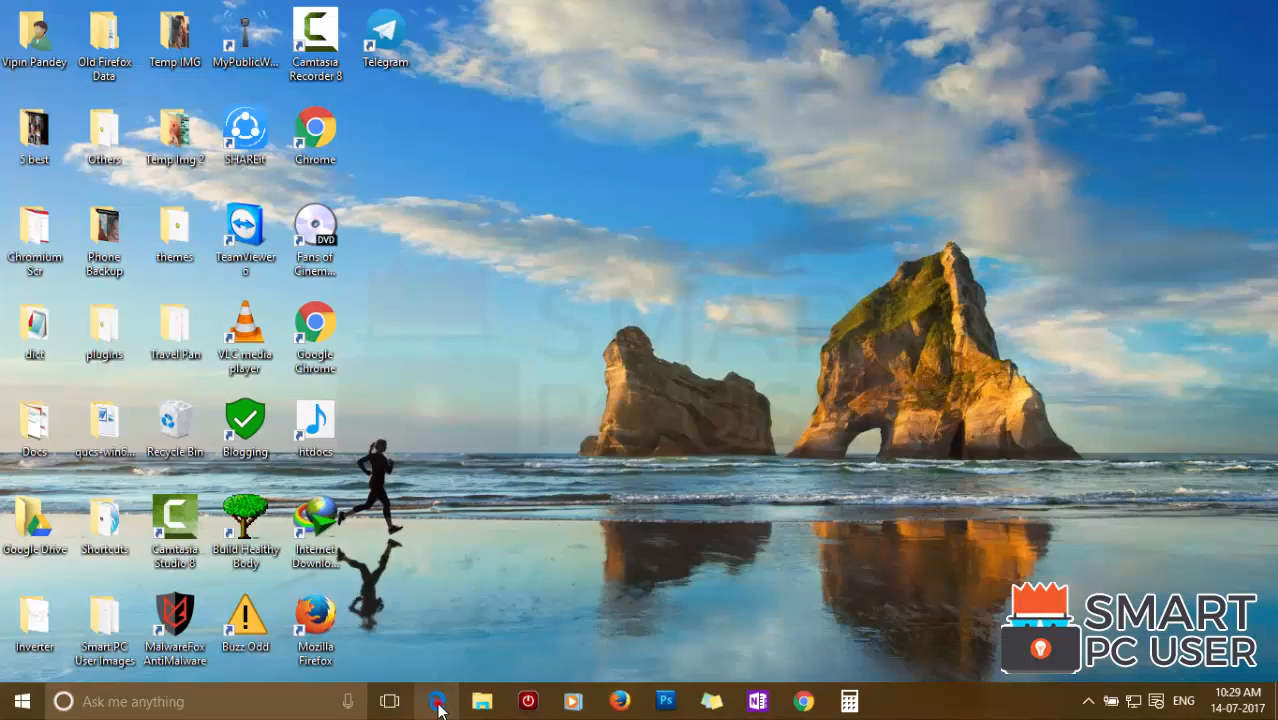 Vipin Pandey
Old Firefox
Data
Temp IMG
MyPublicW...
Camtasia
Recorder 8
Telegram
5 best
Others
Temp Img 2
SHAREit
Chrome
Chromium
Scr
Phone
Backup
themes
TeamViewer
6
DVD
Fans of
Cinem...
dict
plugins
Travel Pan
VLC media
player
Google
Chrome
Docs
qucs-win6...
Recycle Bin
Blogging
htdocs
Google Drive
Shortcuts
Camtasia
Studio 8
Build Healthy
Body
Internet
Downlo...
Inverter
Smart PC
User Images
MalwareFox
AntiMalware
Buzz Odd
Mozilla
Firefox
SMART
PC USER
Ask me anything
Ps
N
ENG
10:29 AM
14-07-2017